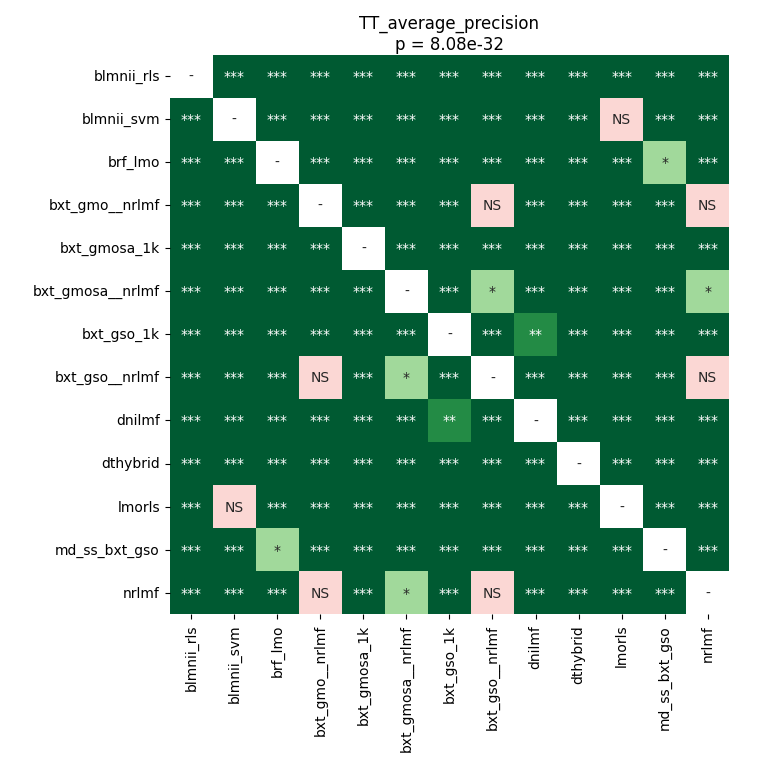 TT_average_precision
p = 8.08e-32
blmnii_rls - *** *** *** *** *** *** *** *** *** *** *** ***
blmnii_svm *** - *** *** *** *** *** *** *** *** NS *** ***
brf_lmo *** *** - *** *** *** *** *** *** *** *** * ***
bxt_gmo__nrlmf *** *** *** - *** *** *** NS *** *** *** *** NS
bxt_gmosa_1k *** *** *** *** - *** *** *** *** *** *** *** ***
bxt_gmosa__nrlmf *** *** *** *** *** - *** * *** *** *** *** *
bxt_gso_1k *** *** *** *** *** *** - *** ** *** *** *** ***
bxt_gso__nrlmf *** *** *** NS *** * *** - *** *** *** *** NS
dnilmf *** *** *** *** *** *** ** *** - *** *** *** ***
dthybrid *** *** *** *** *** *** *** *** *** - *** *** ***
lmorls *** NS *** *** *** *** *** *** *** *** - *** ***
md_ss_bxt_gso *** *** * *** *** *** *** *** *** *** *** - ***
nrlmf *** *** *** NS *** * *** NS *** *** *** *** -
blmnii_rls blmnii_svm brf_lmo bxt_gmo__nrlmf bxt_gmosa_1k bxt_gmosa__nrlmf bxt_gso_1k bxt_gso__nrlmf dnilmf dthybrid lmorls md_ss_bxt_gso nrlmf